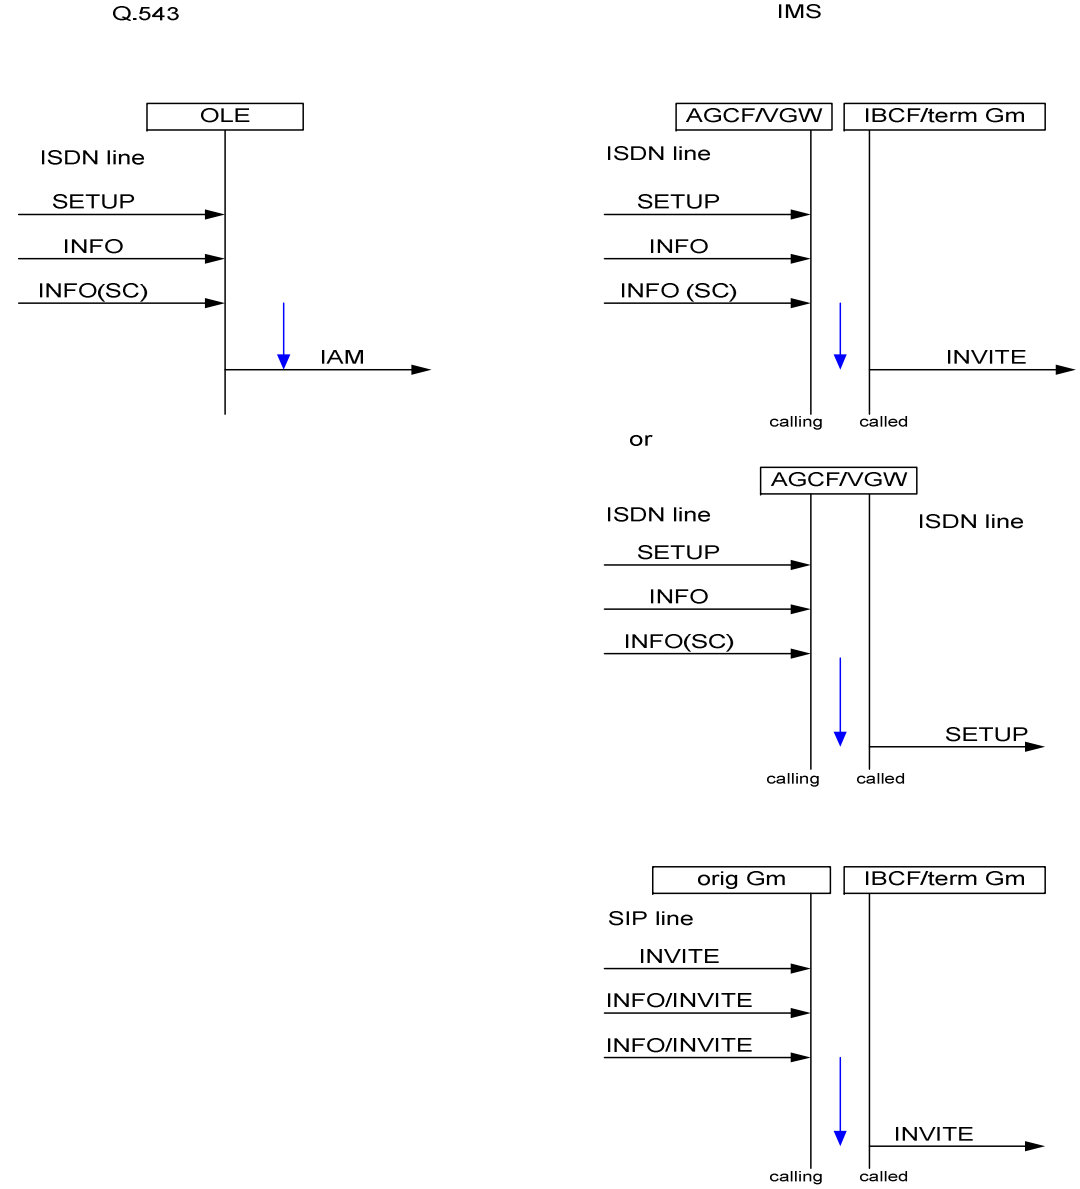 Q.543
IMS
OLE
ISDN line
SETUP
INFO
INFO(SC)
IAM
AGCF/VGW
IBCF/term Gm
ISDN line
SETUP
INFO
INFO (SC)
INVITE
calling
called
or
AGCF/VGW
ISDN line
ISDN line
SETUP
INFO
INFO(SC)
SETUP
calling
called
orig Gm
IBCF/term Gm
SIP line
INVITE
INFO/INVITE
INFO/INVITE
INVITE
calling
called